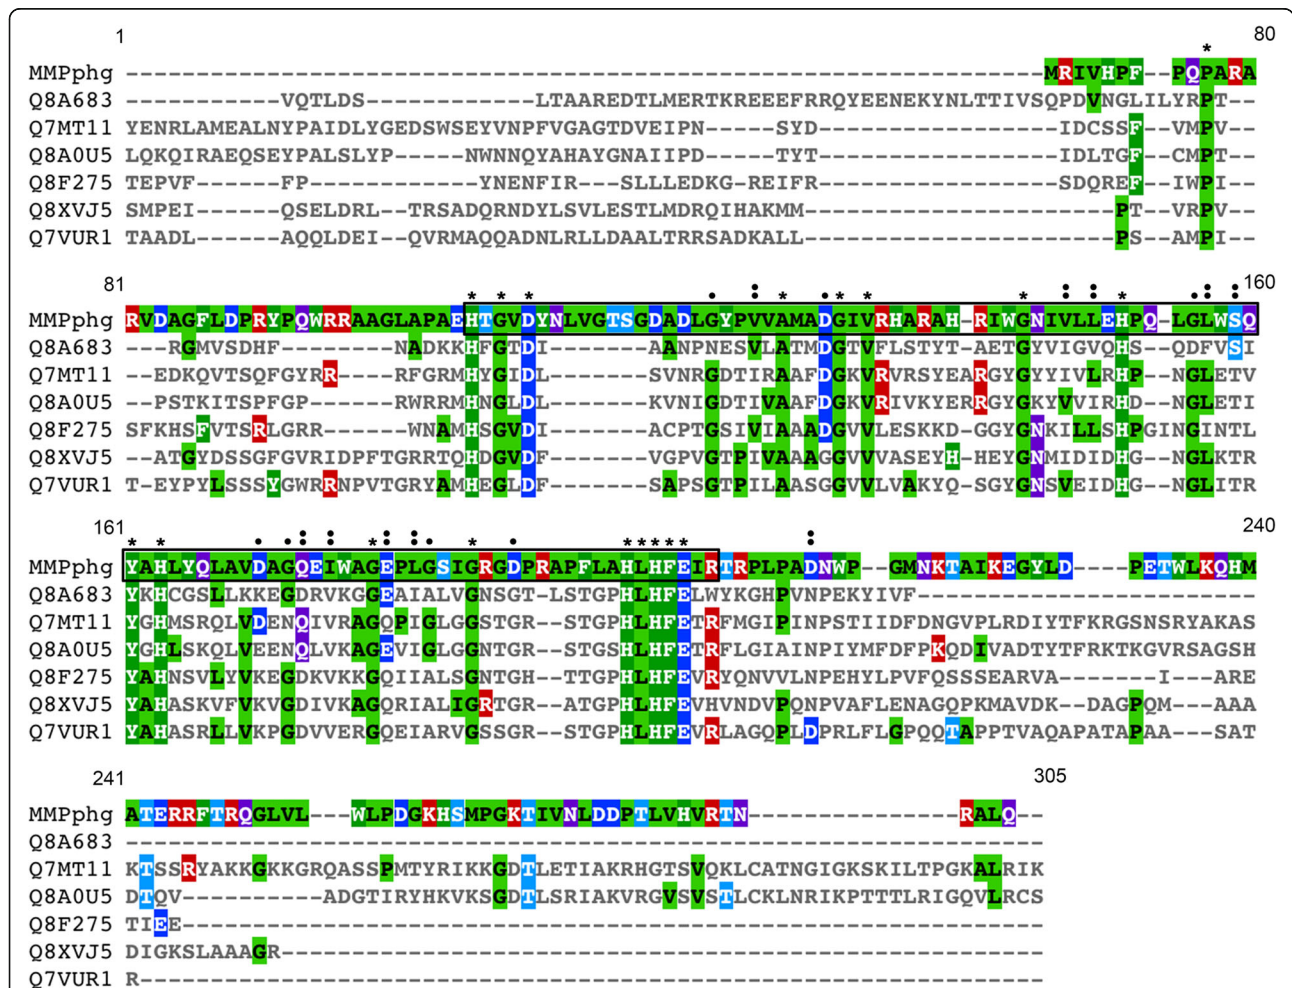 1 80
*
MMPphg ----------------------------------------------------------------MRIVHPF--PQPARA
Q8A683 -----------VQTLDS------------LTAAREDTLMERTKREEEFRRQYEENEKYNLTTIVSQPDVNGLILYRPT--
Q7MT11 YENRLAMEALNYPAIDLYGEDSWSEYVNPFVGAGTDVEIPN-----SYD-----------------IDCSSF--VMPV--
Q8A0U5 LQKQIRAEQSEYPALSLYP-----NWNNQYAHAYGNAIIPD-----TYT-----------------IDLTGF--CMPT--
Q8F275 TEPVF------FP----------YNENFIR---SLLLEDKG-REIFR-----------------SDQREF--IWPI--
Q8XVJ5 SMPEI------QSELDRL--TRSADQRNDYLSVLESTLMDRQIHAKMM----------------------PT--VRPV--
Q7VUR1 TAADL------AQQLDEI--QVRMAQQADNLRLLDAALTRRSADKALL----------------------PS--AMPI--
81 160
* * * • : * •* * * : : * •: :
MMPphg RVDAGFLDPRYPQWRRAAGLAPAEHTGVDYNLVGTSGDADLGYPVVAMADGIVRHARAH-RIWGNIVLLEHPQ-LGLWSQ
Q8A683 ---RGMVSDHF--------NADKKHFGTDI------AANPNESVLATMDGTVFLSTYT-AETGYVIGVQHS--QDFVSI
Q7MT11 --EDKQVTSQFGYRR----RFGRMHYGIDL--------SVNRGDTIRAAFDGKVRVRSYEARGYGYYIVLRHP--NGLETV
Q8A0U5 --PSTKITSPFGP------RWRRMHNGLDL--------KVNIGDTIVAAFDGKVRIVKYERRGYGKYVVIRHD--NGLETI
Q8F275 SFKHSFVTSRLGRR------WNAMHSGVDI--------ACPTGSIVIAAADGVVLESKKD-GGYGNKILLSHPGINGINTL
Q8XVJ5 --ATGYDSSGFGVRIDPFTGRKTQHDGVDF-------VGPVGTPIVAAAGGVVVASEYH-HEYGNMIDIDHG--NGLKTR
Q7VUR1 T-EYPYLSSSYGWRRNPVTGRYAMHEGLDF--------SAPSGTPILAASGGVVLVAKYQ-SGYGNSVEIDHG--NGLITR
161 240
* * • •: : *: :• * • ***** :
MMPphg YAHLYQLAVDAGQEIWAGEPLGSIGRGDPRAPFLAHLHFEIRTRPLPADNWP--GMNKTAIKEGYLD----PETWLKQHM
Q8A683 YKHCGSLLKKEGDRVKGGEAIALVGNSGT-LSTGPHLHFELWYKGHPVNPEKYIVF------------------------
Q7MT11 YGHMSRQLVDENQIVRAGQPIGLGGSTGR--STGSHLHFETRFMGIPINPSTIIDFDNGVPLRDIYTFKRGSNSRYAKAS
Q8A0U5 YGHLSKQLVEENQLVKAGEVIGLGGNTGR--STGSHLHFETRFLGIAINPIYMFDFPKQDIVADTYTFRKTKGVRSAGSH
Q8F275 YAHNSVLYVKEGDKVKKGQIIALSGNTGH--TTGPHLHFEVRYQNVVLNPEHYLPVFQSSSEARVA-----I---ARE
Q8XVJ5 YAHASKVFVKVGDIVKAGQRIALIGRTGR--ATGPHLHFEVHVNDVPQNPVAFLENAGQPKMAVDK--DAGPQM---AAA
Q7VUR1 YAHASRLLVKPGDVVERGQEIARVGSSGR--STGPHLHFEVRLAGQPLDPRLFLGPQQTAPPTVAQAPATAPAA---SAT
241 305
MMPphg ATERRFTRQGLVL---WLPDGKHSMPGKTIVNLDDPTLVHVRTN---------------RALQ--
Q8A683 -----------------------------------------------------------------
Q7MT11 KTSSRYAKKGKKGRQASSPMTYRIKKGDTLETIAKRHGTSVQKLCATNGIGKSKILTPGKALRIK
Q8A0U5 DTQV----------ADGTIRYHKVKSGDTLSRIAKVRGVSVSTLCKLNRIKPTTTLRIGQVLRCS
Q8F275 TIEE-------------------------------------------------------------
Q8XVJ5 DIGKSLAAAGR------------------------------------------------------
Q7VUR1 R----------------------------------------------------------------